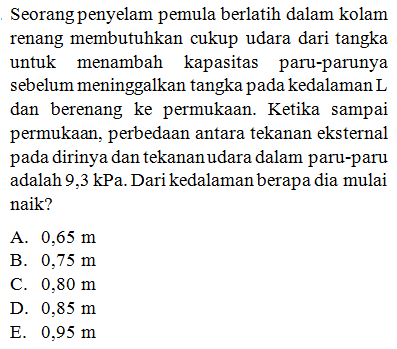 Seorang penyelam pemula berlatih dalam kolam
renang membutuhkan cukup udara dari tangka
untuk menambah kapasitas paru-parunya
sebelum meninggalkan tangka pada kedalaman L
dan berenang ke permukaan. Ketika sampai
permukaan, perbedaan antara tekanan eksternal
pada dirinya dan tekanan udara dalam paru-paru
adalah 9,3 kPa. Dari kedalaman berapa dia mulai
naik?
A. 0,65 m
B. 0,75 m
C. 0,80 m
D. 0,85 m
E. 0,95 m